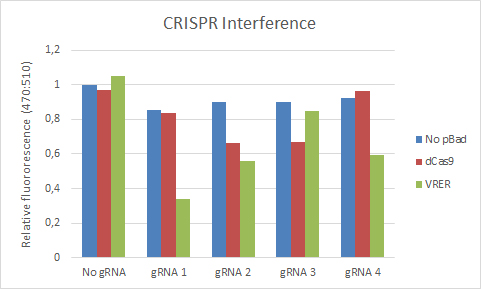 CRISPR Interference
Relative fluororescence (470:510)
1,2
1
0,8
0,6
0,4
0,2
0
No gRNA
gRNA 1
gRNA 2
gRNA 3
gRNA 4
No pBad
dCas9
VRER